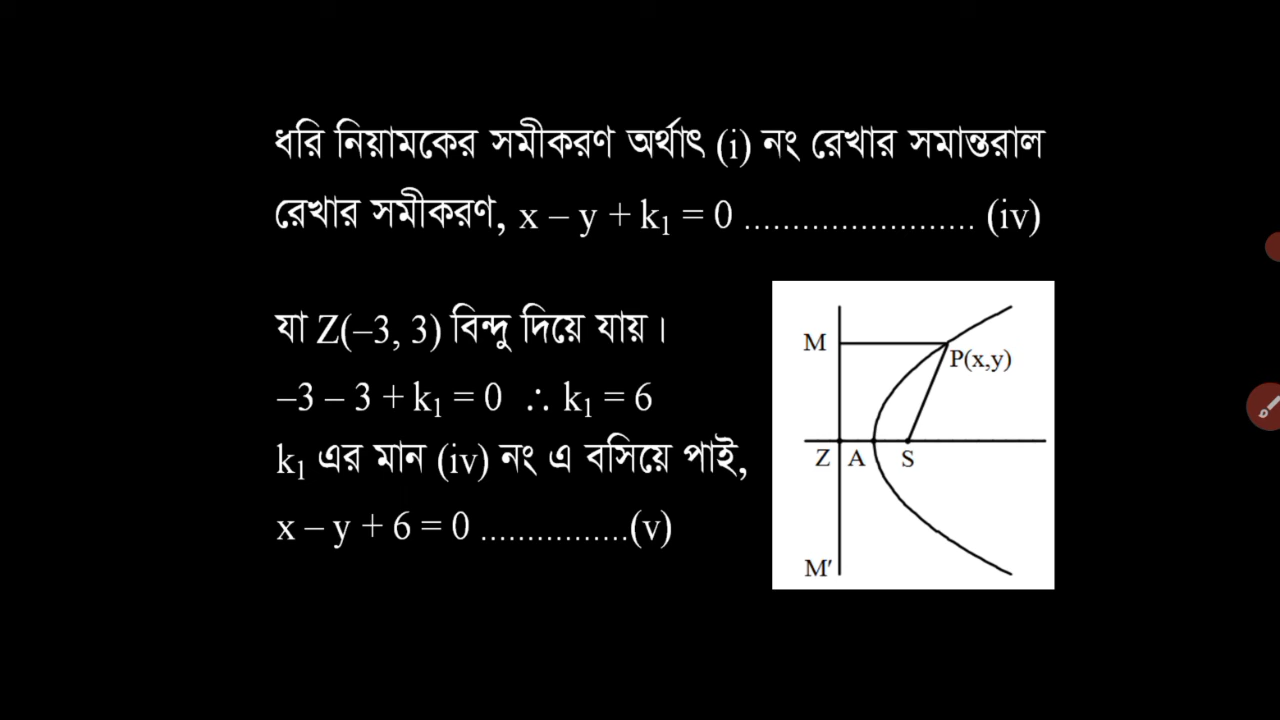 ধরি নিয়ামকের সমীকরণ অর্থাৎ (i) নং রেখার সমান্তরাল
রেখার সমীকরণ, x – y + k₁ = 0 ........................ (iv)
যা Z(–3, 3) বিন্দু দিয়ে যায়।
–3 – 3 + k₁ = 0 ∴ k₁ = 6
k₁ এর মান (iv) নং এ বসিয়ে পাই,
x – y + 6 = 0 ................(v)
M
P(x,y)
Z A S
M′